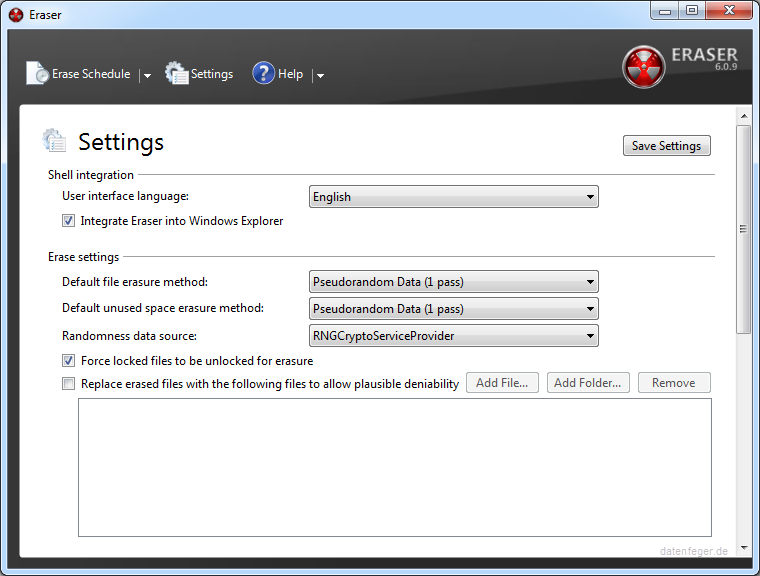 Eraser
Erase Schedule Settings Help
ERASER
6.0.9
Settings
Save Settings
Shell integration
User interface language: English
Integrate Eraser into Windows Explorer
Erase settings
Default file erasure method: Pseudorandom Data (1 pass)
Default unused space erasure method: Pseudorandom Data (1 pass)
Randomness data source: RNGCryptoServiceProvider
Force locked files to be unlocked for erasure
Replace erased files with the following files to allow plausible deniability Add File... Add Folder... Remove
datenfeger.de